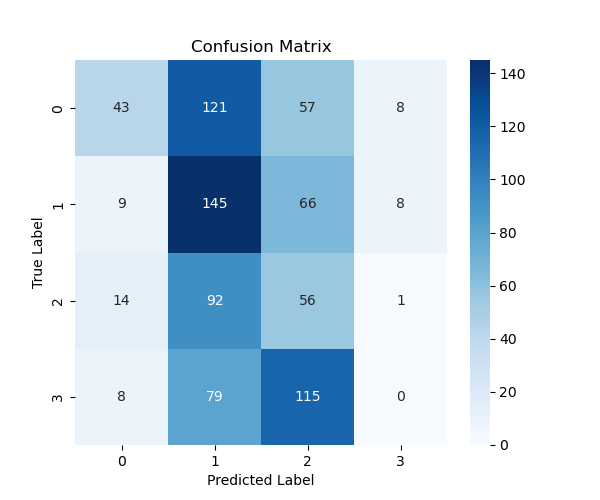 Confusion Matrix
0 43 121 57 8
1 9 145 66 8
2 14 92 56 1
3 8 79 115 0
0 1 2 3
True Label
Predicted Label
140
120
100
80
60
40
20
0